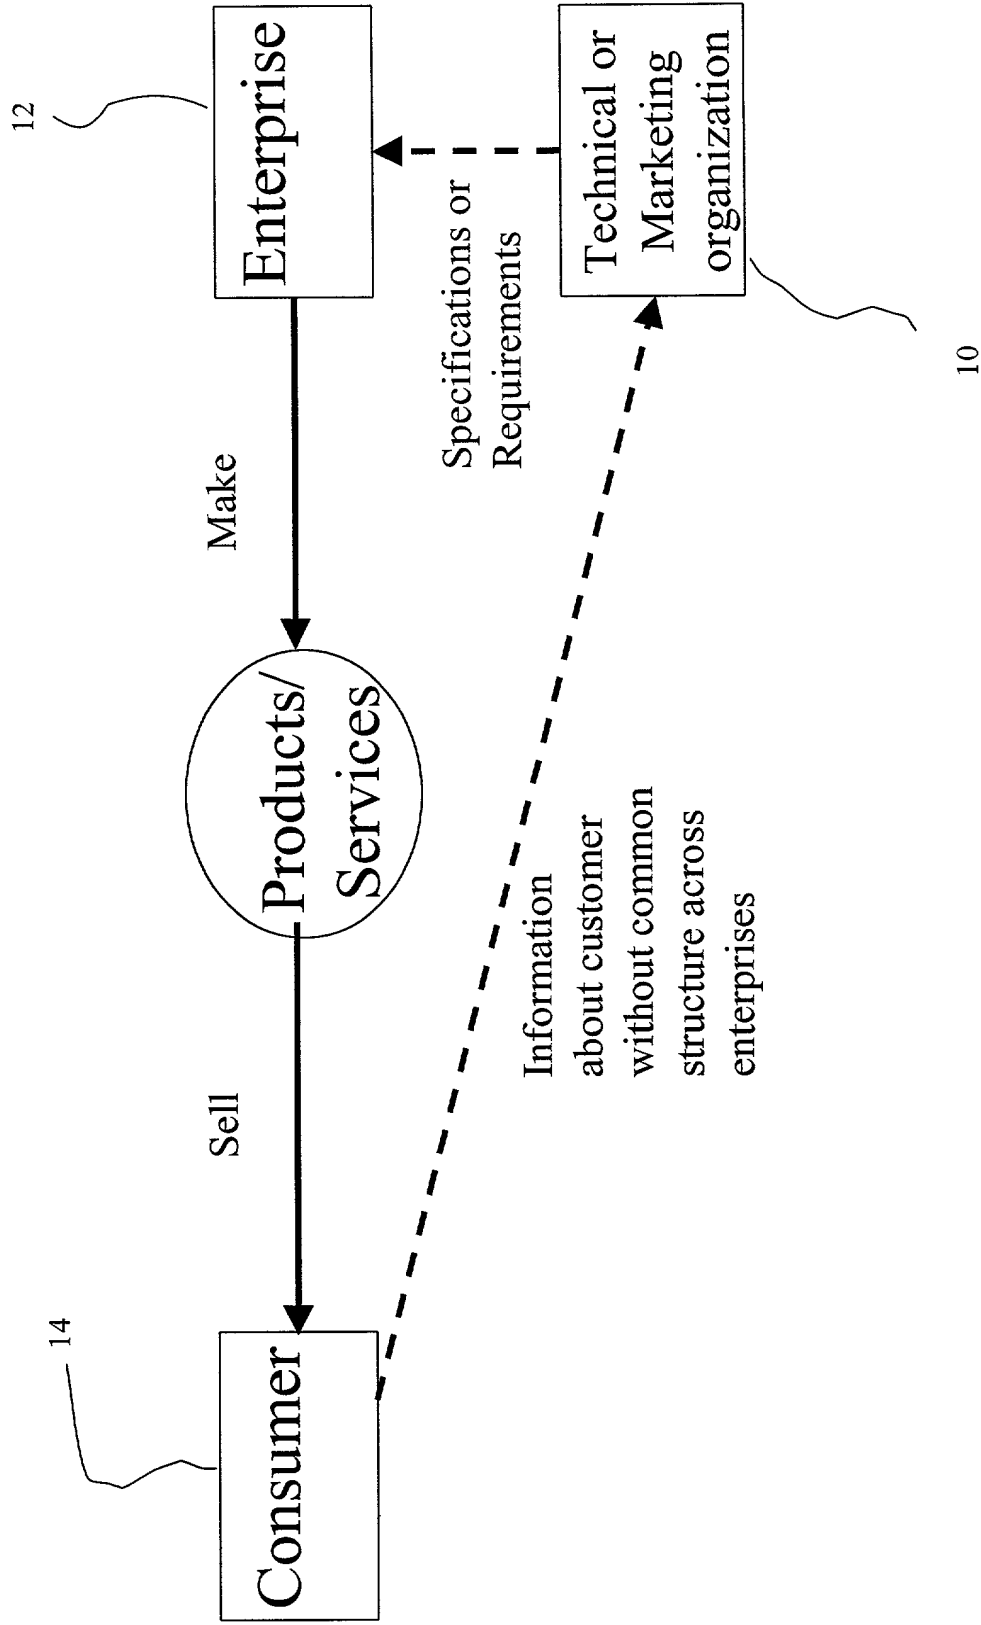 14
Consumer
Sell
Products/
Services
Make
12
Enterprise
Information
about customer
without common
structure across
enterprises
Specifications or
Requirements
Technical or
Marketing
organization
10